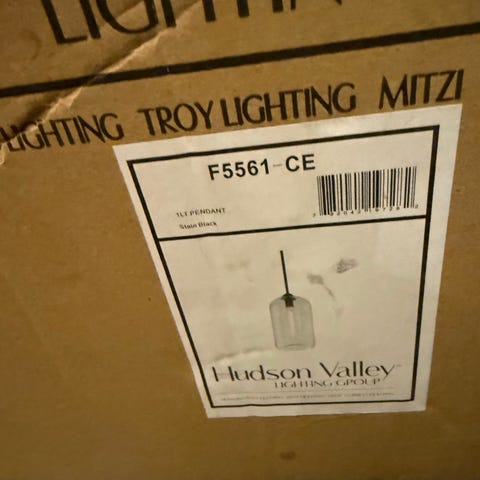 LIGHTIN
LIGHTING TROY LIGHTING MITZI
F5561-CE
1LT PENDANT
Stain Black
Hudson Valley
LIGHTING GROUP